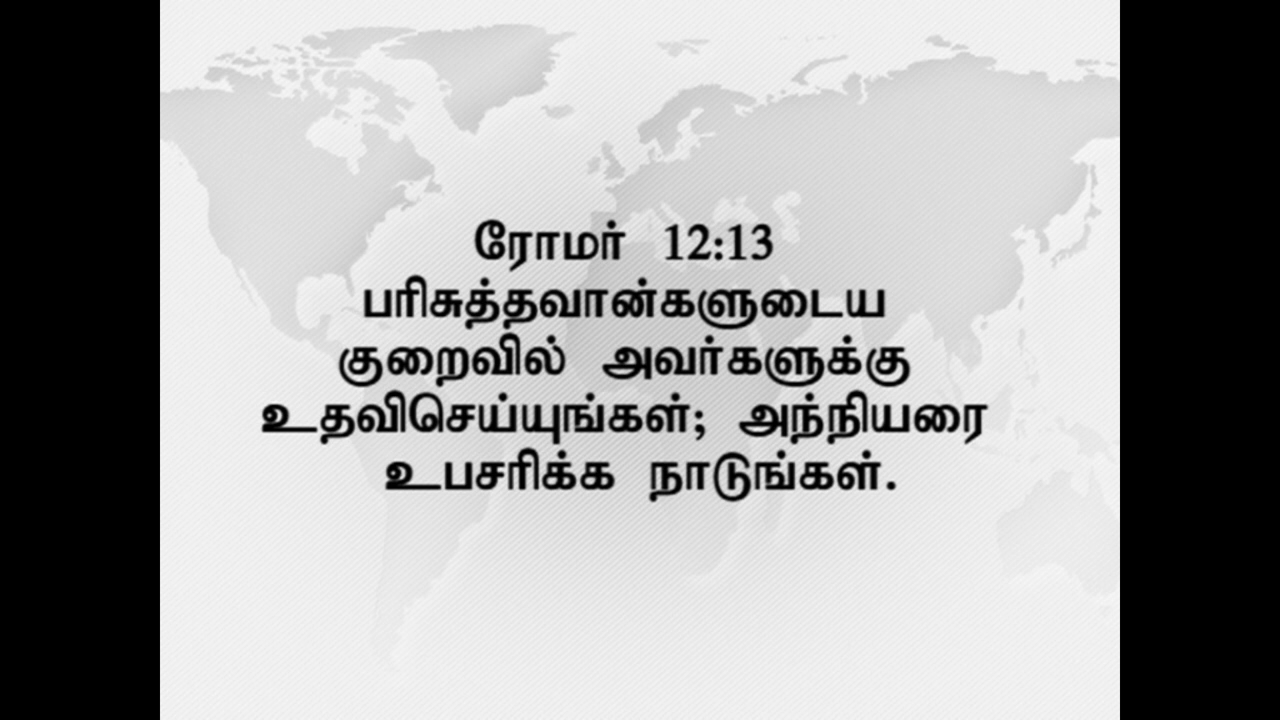 ரோமர் 12:13
பரிசுத்தவான்களுடைய
குறைவில் அவர்களுக்கு
உதவிசெய்யுங்கள்; அந்நியரை
உபசரிக்க நாடுங்கள்.